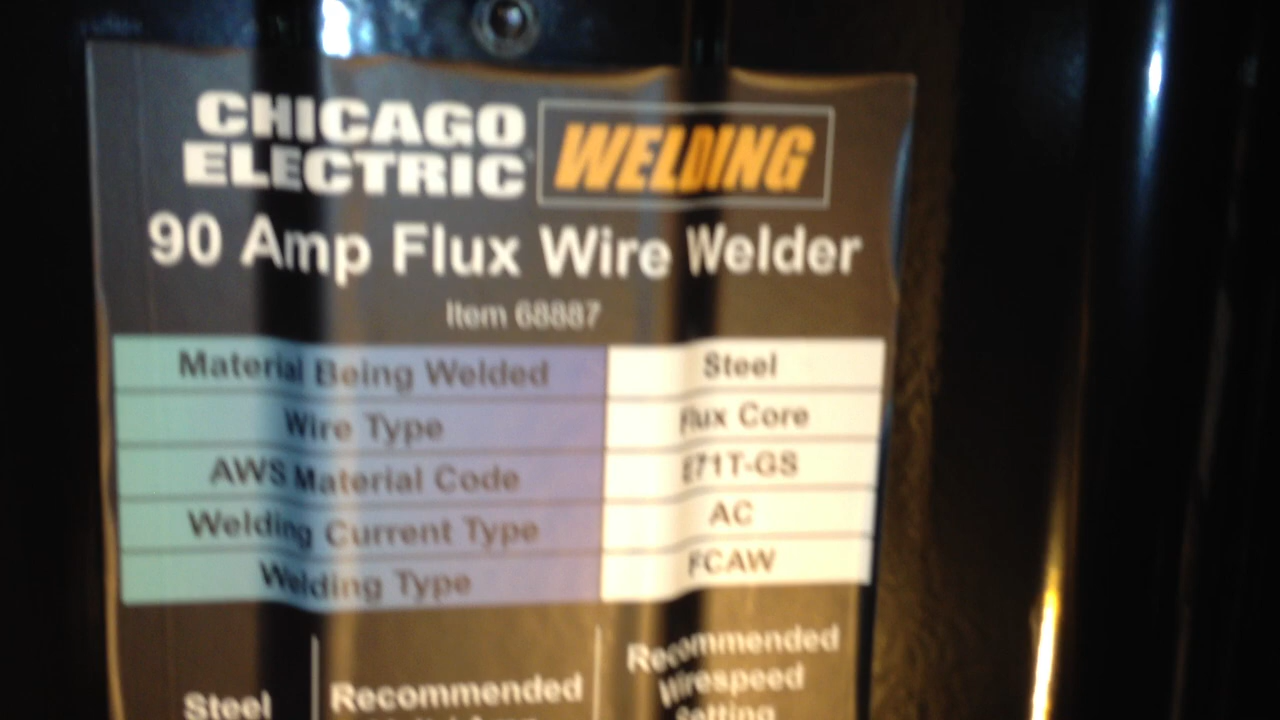 CHICAGO
ELECTRIC
WELDING
90 Amp Flux Wire Welder
Item 68887
Material Being Welded Steel
Wire Type Flux Core
AWS Material Code E71T-GS
Welding Current Type AC
Welding Type FCAW
Steel
Recommended
Recommended
Wirespeed
Setting